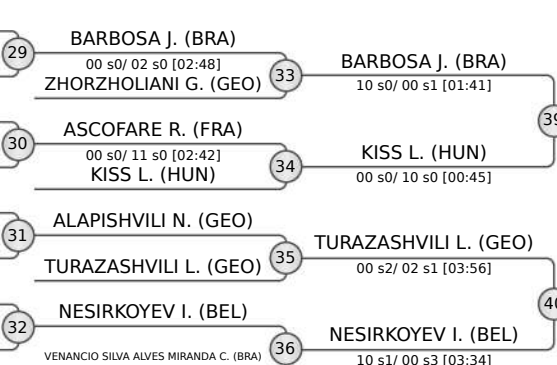 29
BARBOSA J. (BRA)
00 s0/ 02 s0 [02:48]
ZHORZHOLIANI G. (GEO)
33
BARBOSA J. (BRA)
10 s0/ 00 s1 [01:41]
39
30
ASCOFARE R. (FRA)
00 s0/ 11 s0 [02:42]
KISS L. (HUN)
34
KISS L. (HUN)
00 s0/ 10 s0 [00:45]
31
ALAPISHVILI N. (GEO)
TURAZASHVILI L. (GEO)
35
TURAZASHVILI L. (GEO)
00 s2/ 02 s1 [03:56]
40
32
NESIRKOYEV I. (BEL)
VENANCIO SILVA ALVES MIRANDA C. (BRA)
36
NESIRKOYEV I. (BEL)
10 s1/ 00 s3 [03:34]